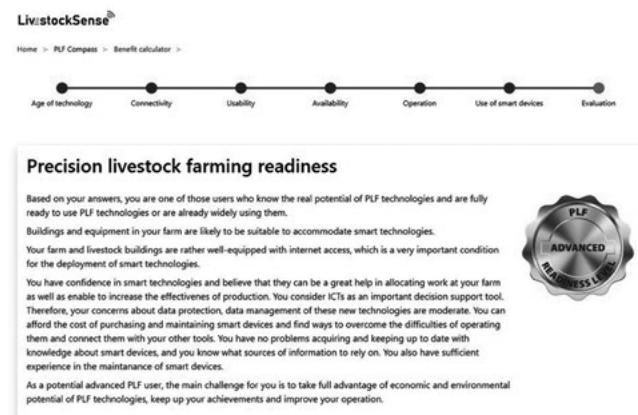 LivestockSense
Home > PLF Compass > Benefit calculator >
Age of technology Connectivity Usability Availability Operation Use of smart devices Evaluation
Precision livestock farming readiness
Based on your answers, you are one of those users who know the real potential of PLF technologies and are fully
ready to use PLF technologies or are already widely using them.
Buildings and equipment in your farm are likely to be suitable to accommodate smart technologies.
Your farm and livestock buildings are rather well-equipped with internet access, which is a very important condition
for the deployment of smart technologies.
You have confidence in smart technologies and believe that they can be a great help in allocating work at your farm
as well as enable to increase the effectivenes of production. You consider ICTs as an important decision support tool.
Therefore, your concerns about data protection, data management of these new technologies are moderate. You can
afford the cost of purchasing and maintaining smart devices and find ways to overcome the difficulties of operating
them and connect them with your other tools. You have no problems acquiring and keeping up to date with
knowledge about smart devices, and you know what sources of information to rely on. You also have sufficient
experience in the maintanance of smart devices.
As a potential advanced PLF user, the main challenge for you is to take full advantage of economic and environmental
potential of PLF technologies, keep up your achievements and improve your operation.
PLF
ADVANCED
READINESS LEVEL